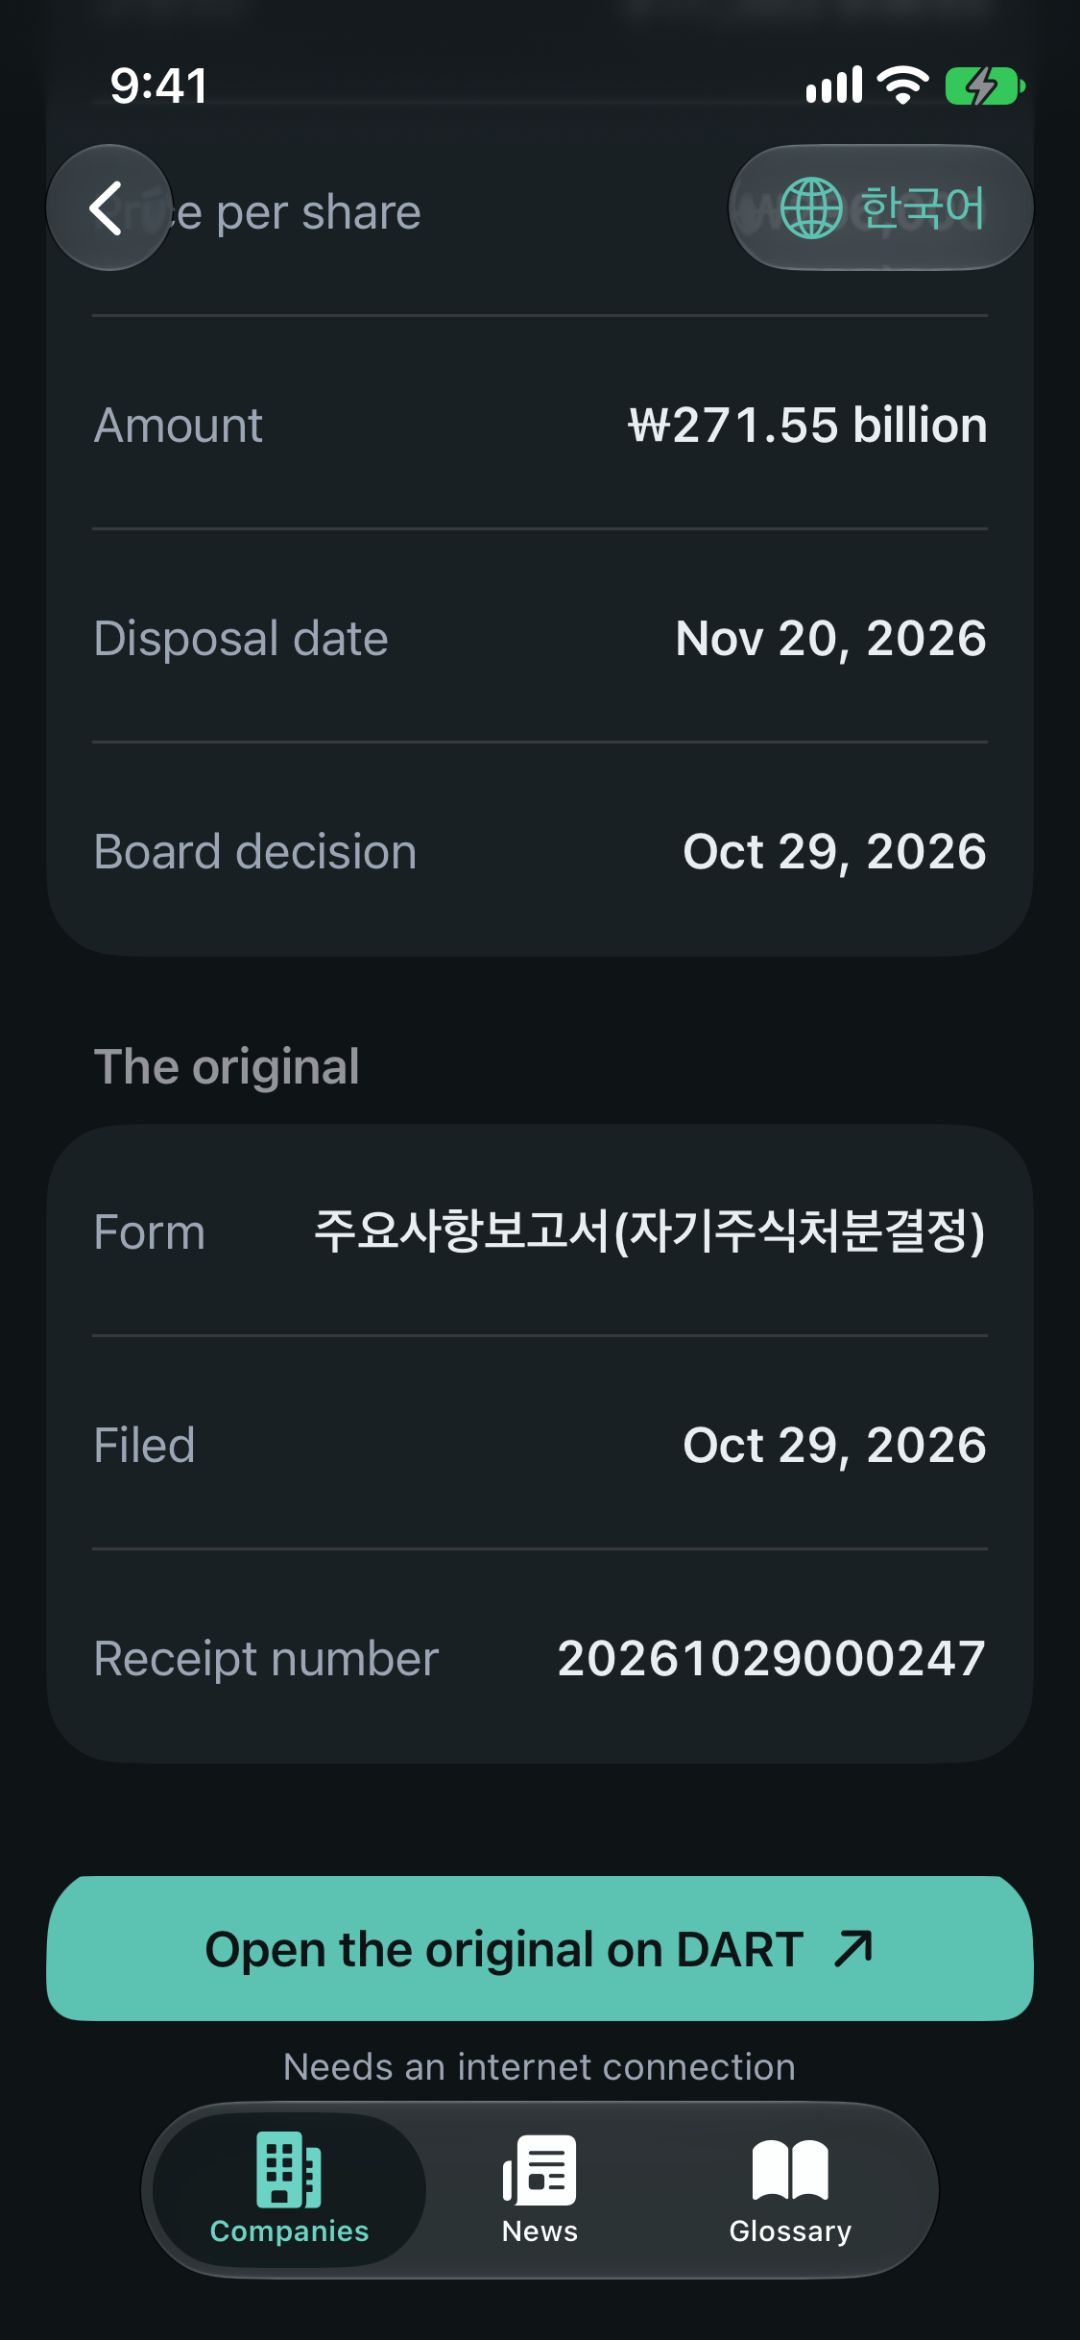 9:41
한국어
per share
Amount
₩271.55 billion
Disposal date
Nov 20, 2026
Board decision
Oct 29, 2026
The original
Form
주요사항보고서(자기주식처분결정)
Filed
Oct 29, 2026
Receipt number
20261029000247
Open the original on DART
Needs an internet connection
Companies
News
Glossary